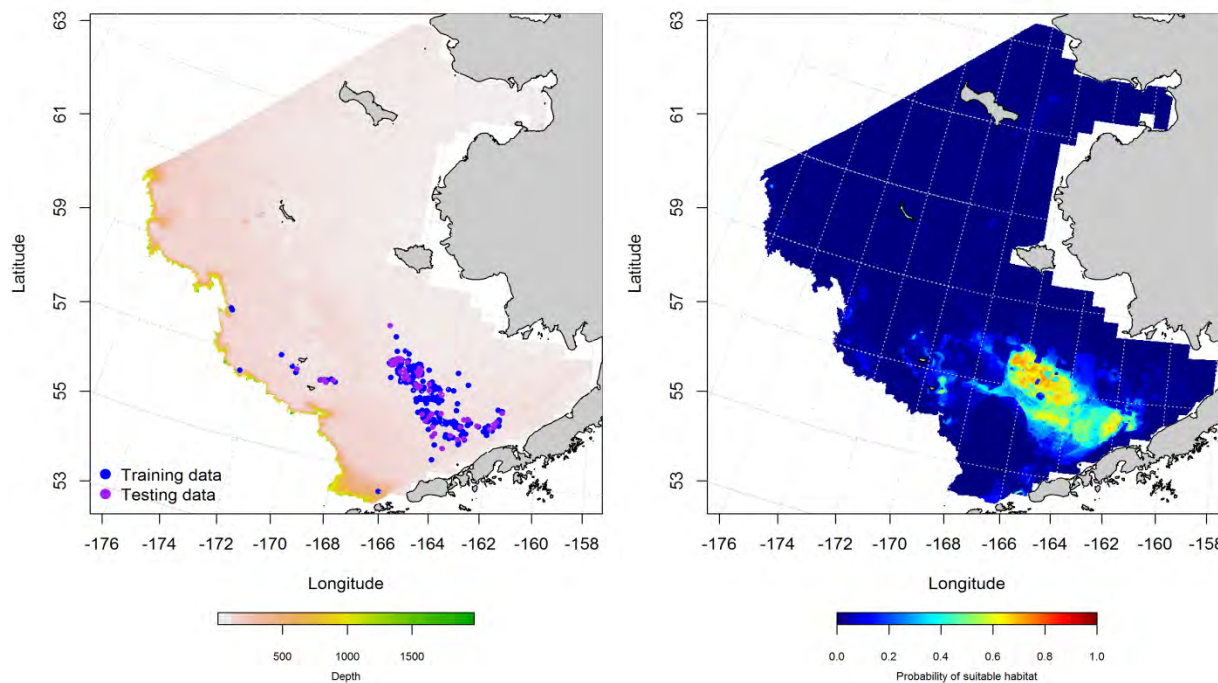 63
61
59
57
55
53
Latitude
Training data
Testing data
-176 -174 -172 -170 -168 -166 -164 -162 -160 -158
Longitude
500 1000 1500
Depth
63
61
59
57
55
53
Latitude
-176 -174 -172 -170 -168 -166 -164 -162 -160 -158
Longitude
0.0 0.2 0.4 0.6 0.8 1.0
Probability of suitable habitat